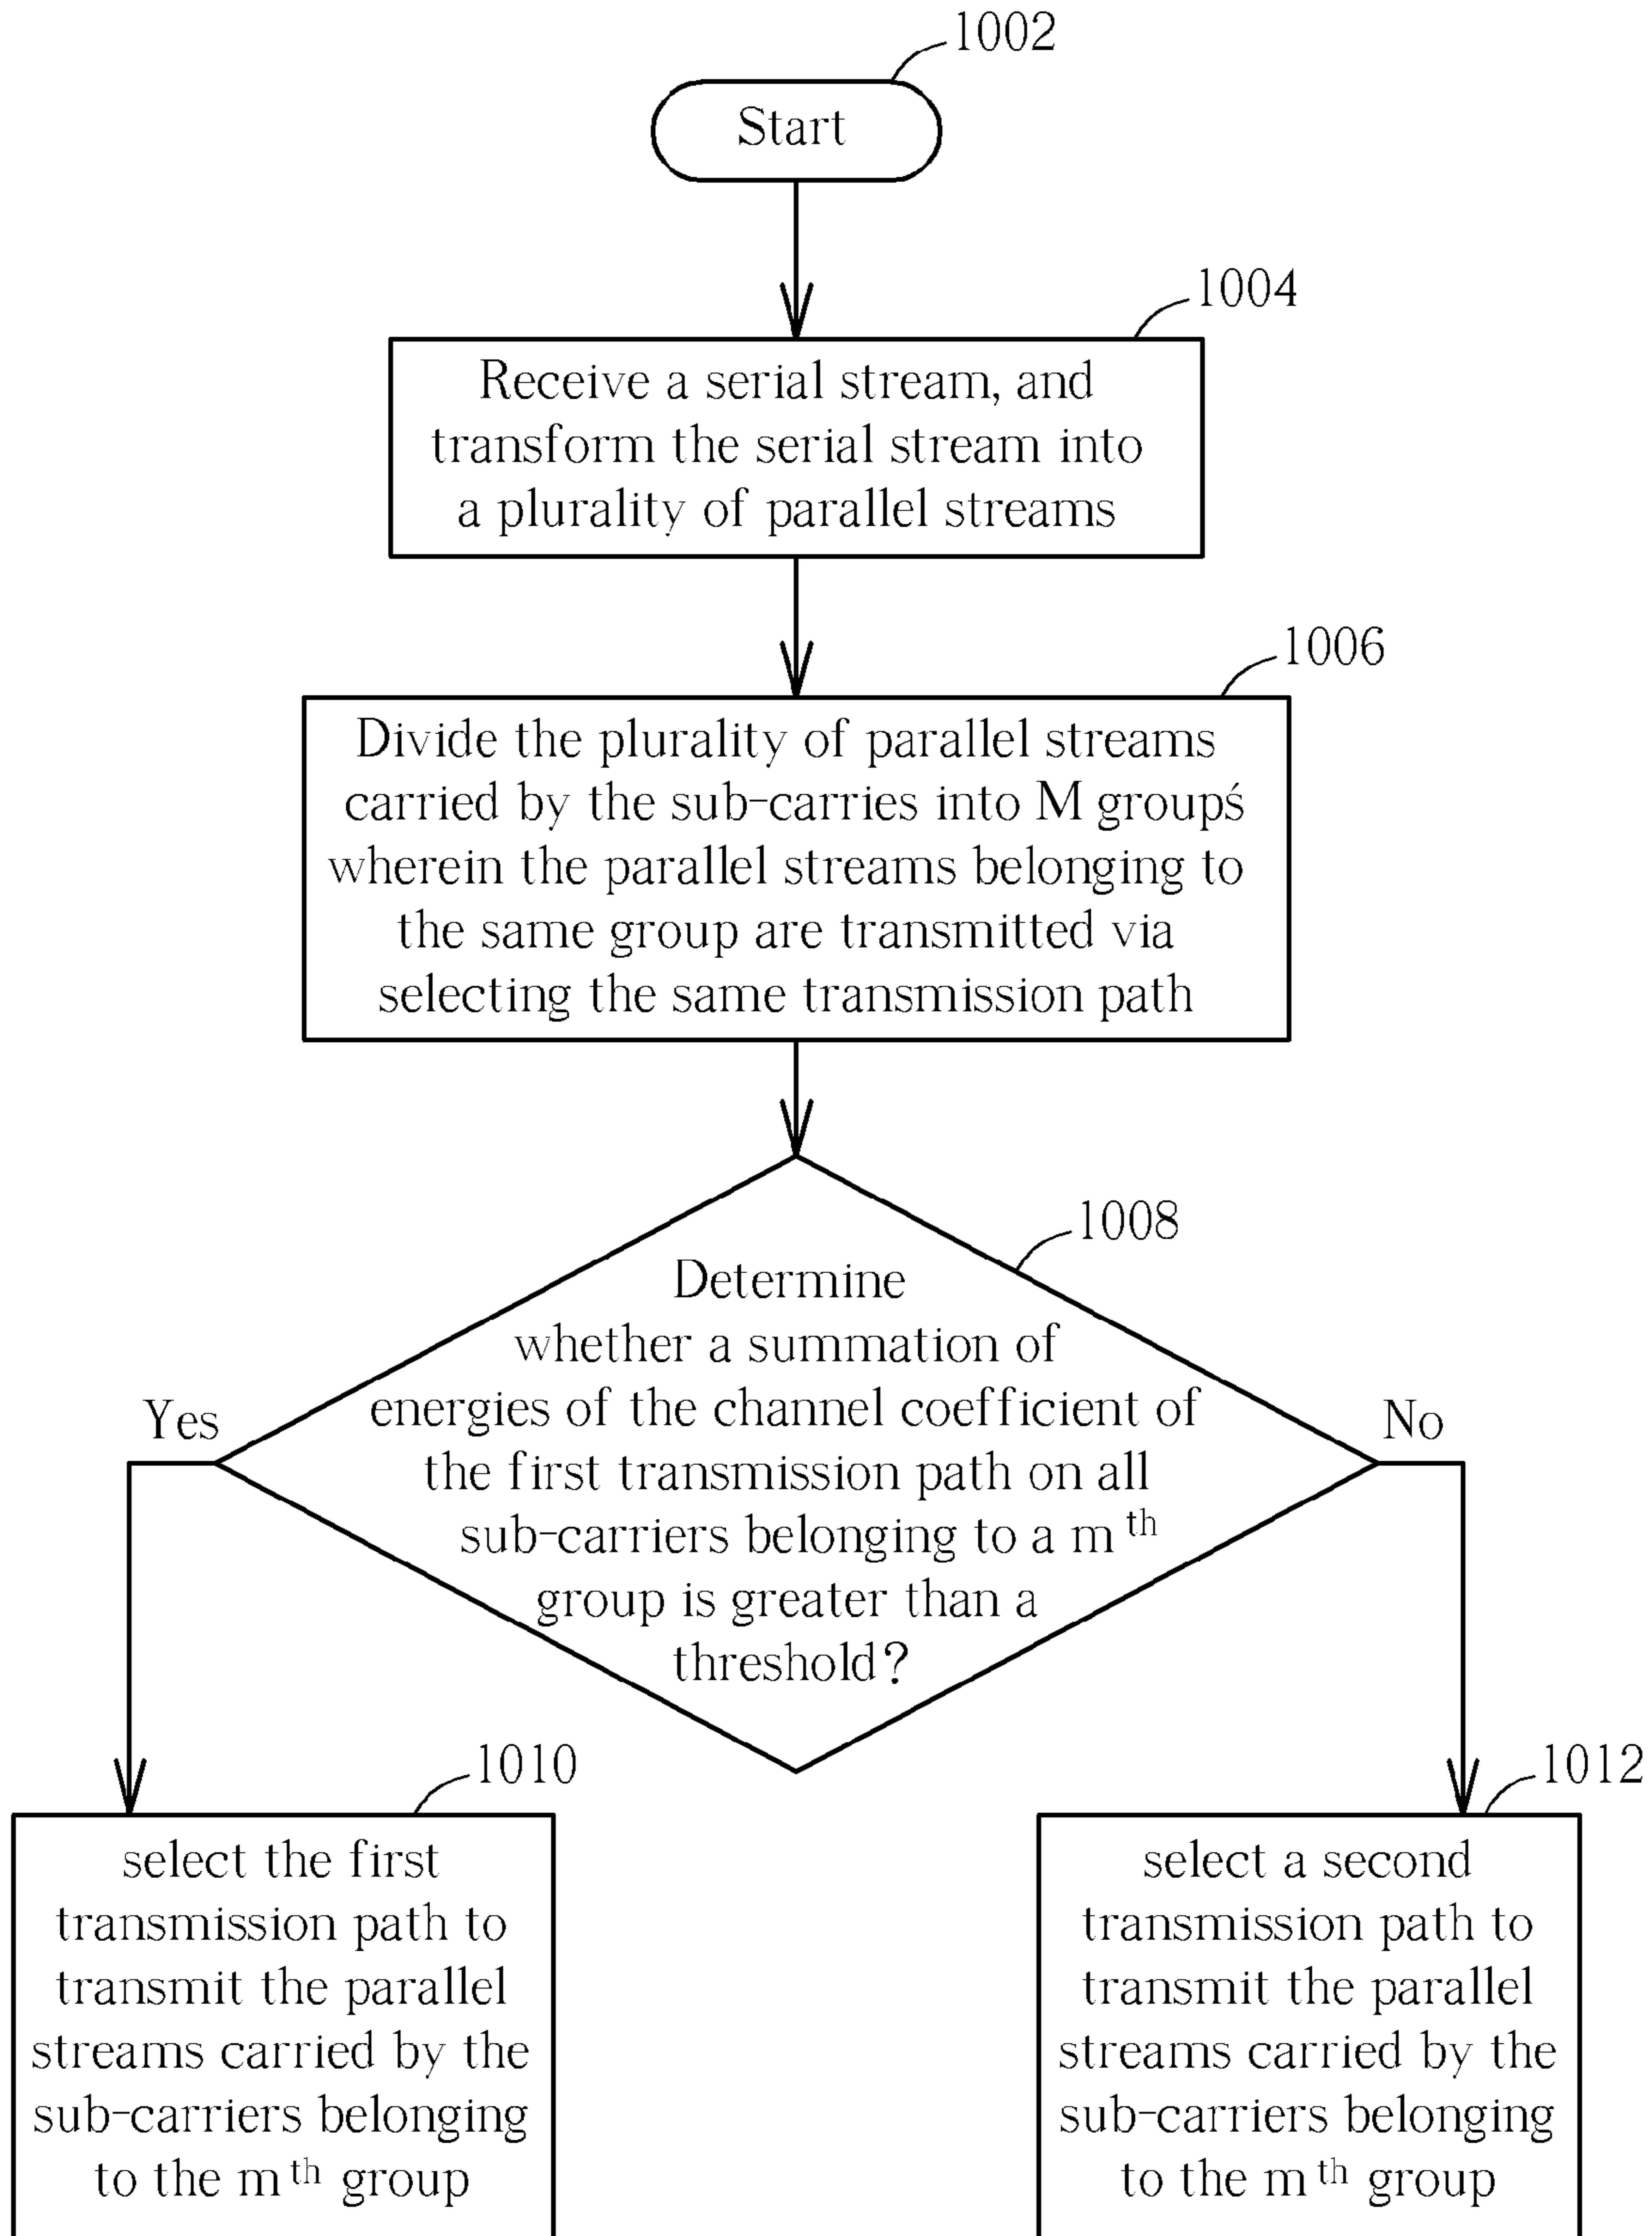 1002
Start
1004
Receive a serial stream, and
transform the serial stream into
a plurality of parallel streams
1006
Divide the plurality of parallel streams
carried by the sub-carries into M groupś
wherein the parallel streams belonging to
the same group are transmitted via
selecting the same transmission path
1008
Determine
whether a summation of
energies of the channel coefficient of
the first transmission path on all
sub-carriers belonging to a m th
group is greater than a
threshold?
Yes
No
1010
select the first
transmission path to
transmit the parallel
streams carried by the
sub-carriers belonging
to the m th group
1012
select a second
transmission path to
transmit the parallel
streams carried by the
sub-carriers belonging
to the m th group